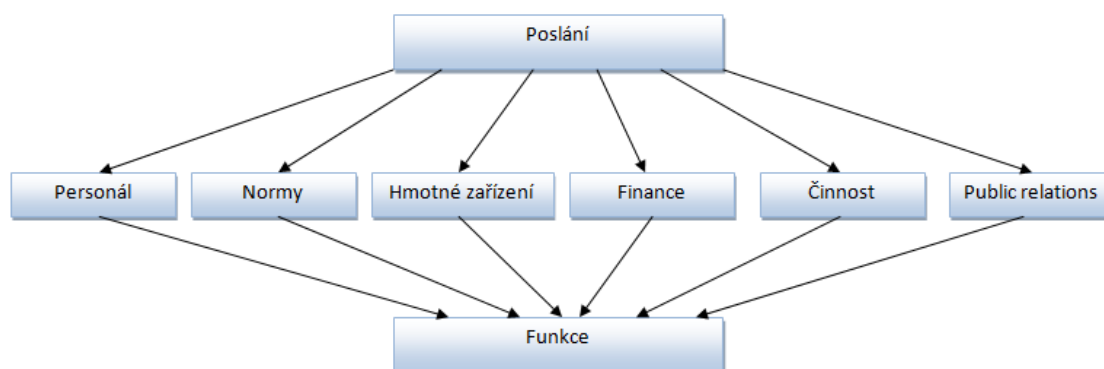 Poslání
Personál
Normy
Hmotné zařízení
Finance
Činnost
Public relations
Funkce